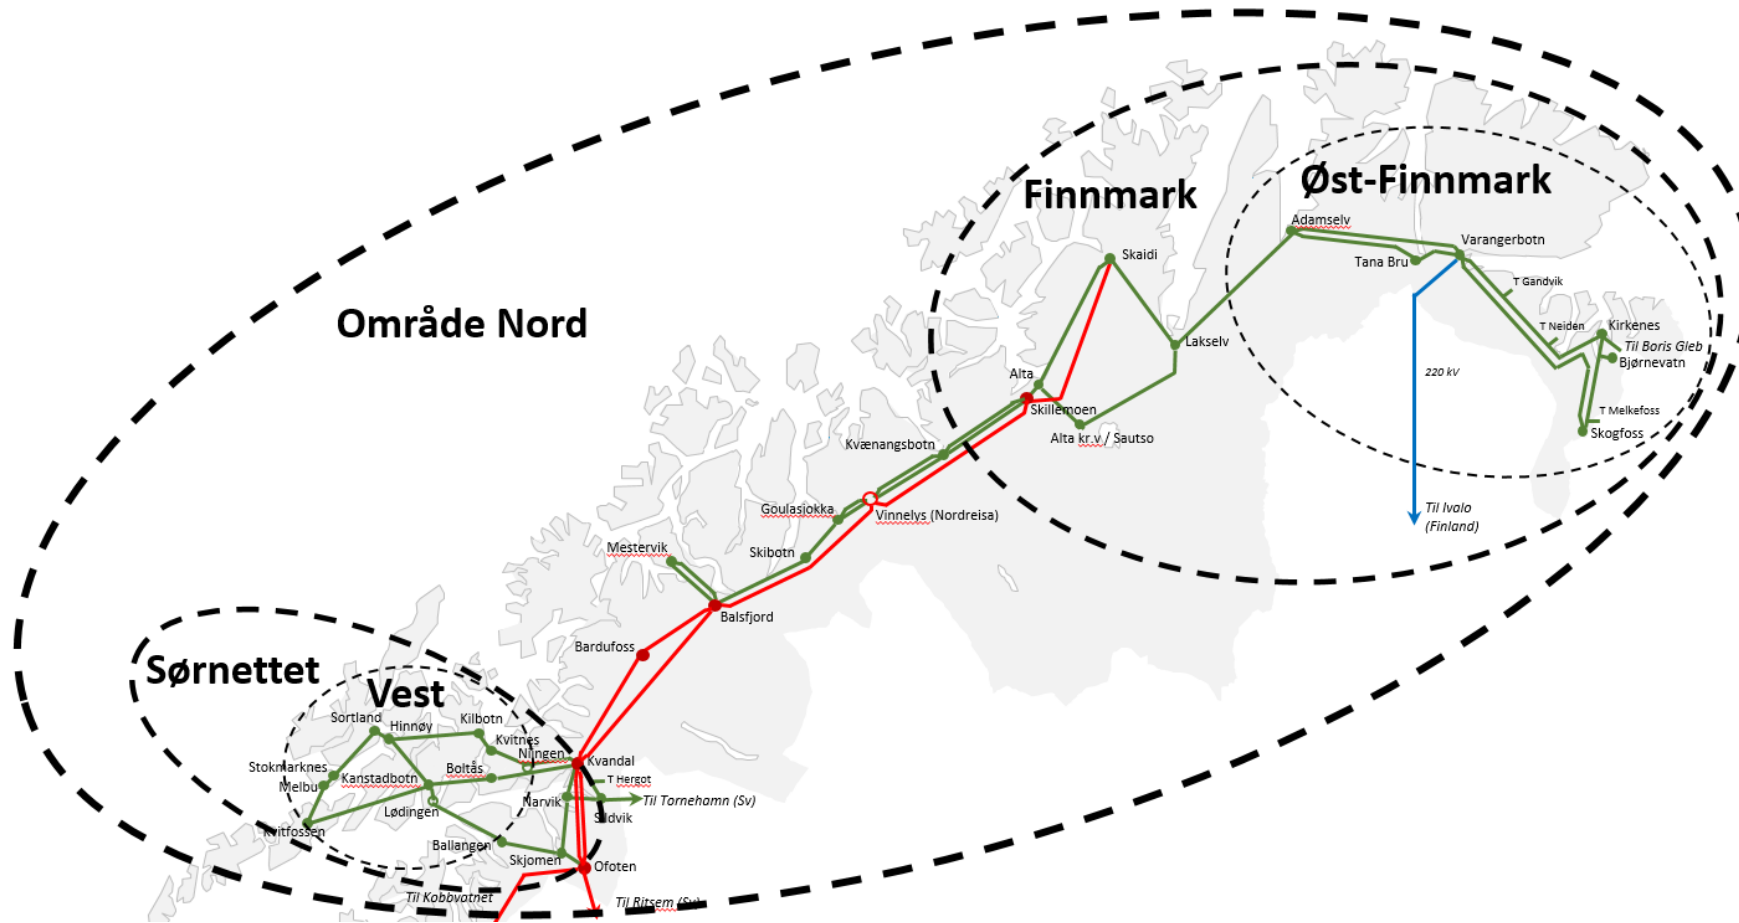 Øst-Finnmark
Finnmark
Adamselv
Varangerbotn
Skaidi
Tana Bru
T Gandvik
Område Nord
T Neiden
Kirkenes
Til Boris Gleb
Lakselv
Bjørnevatn
Alta
220 kV
Skillemoen
T Melkefoss
Kvænangsbotn
Alta kr.v / Sautso
Skogfoss
Goulasjokka
Vinnelys (Nordreisa)
Til Ivalo
(Finland)
Mestervik
Skibotn
Balsfjord
Bardufoss
Sørnettet
Vest
Sortland
Hinnøy
Kilbotn
Kvitnes
Niingen
Kvandal
Stokmarknes
Kanstadbotn
Boltås
T Hergot
Melbu
Narvik
Til Tornehamn (Sv)
Lødingen
Sildvik
Kvitfossen
Ballangen
Skjomen
Ofoten
Til Kobbvatnet
Til Ritsem (Sv)